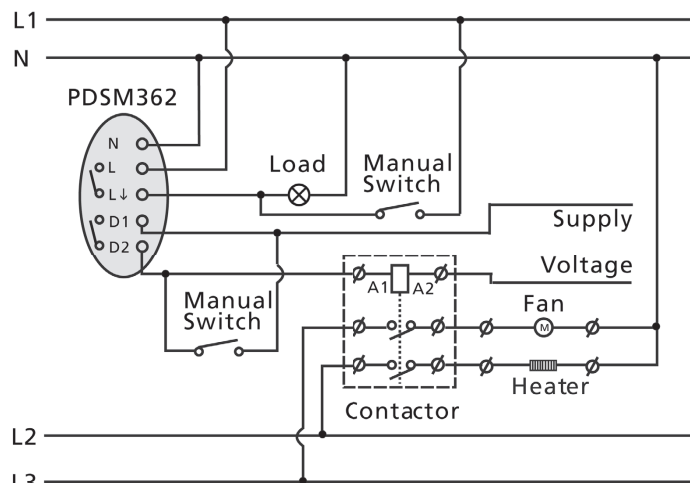 L1
N
PDSM362
N
L
L↓
D1
D2
Load
Manual
Switch
Supply
Voltage
A1
A2
Manual
Switch
Fan
M
Heater
Contactor
L2
L3